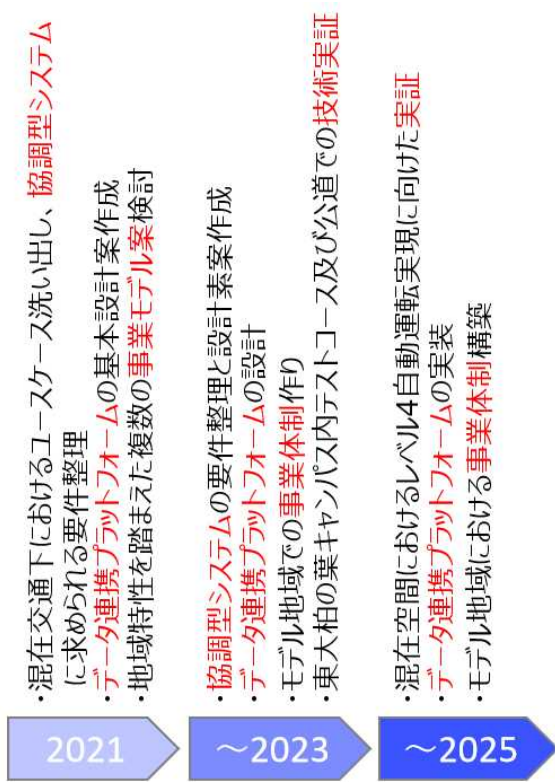 2021
・混在交通下におけるユースケース洗い出し、協調型システム
に求められる要件整理
・データ連携プラットフォームの基本設計案作成
・地域特性を踏まえた複数の事業モデル案検討
～2023
・協調型システムの要件整理と設計素案作成
・データ連携プラットフォームの設計
・モデル地域での事業体制作り
・東大柏の葉キャンパス内テストコース及び公道での技術実証
～2025
・混在空間におけるレベル4自動運転実現に向けた実証
・データ連携プラットフォームの実装
・モデル地域における事業体制構築